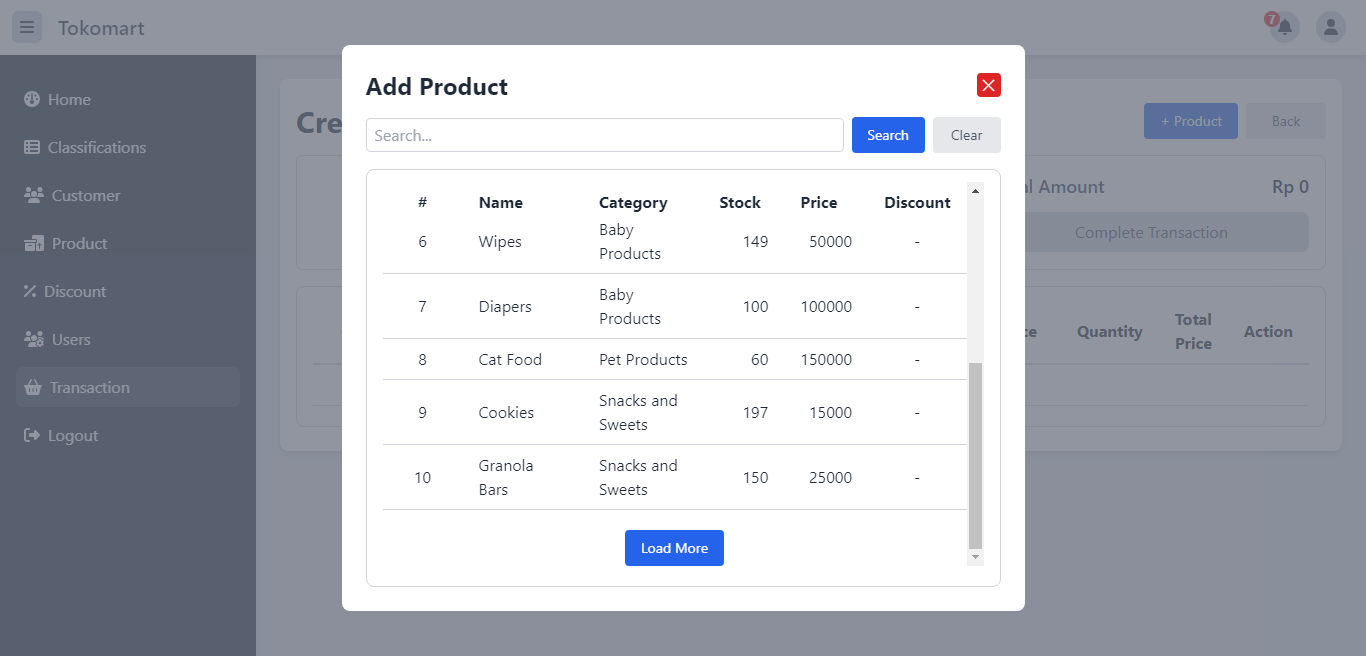 Tokomart
7
Home
Classifications
Customer
Product
Discount
Users
Transaction
Logout
Cre
+ Product
Back
al Amount
Rp 0
Complete Transaction
ce Quantity Total Price Action
Add Product
Search...
Search
Clear
# Name Category Stock Price Discount
6 Wipes Baby Products 149 50000 -
7 Diapers Baby Products 100 100000 -
8 Cat Food Pet Products 60 150000 -
9 Cookies Snacks and Sweets 197 15000 -
10 Granola Bars Snacks and Sweets 150 25000 -
Load More